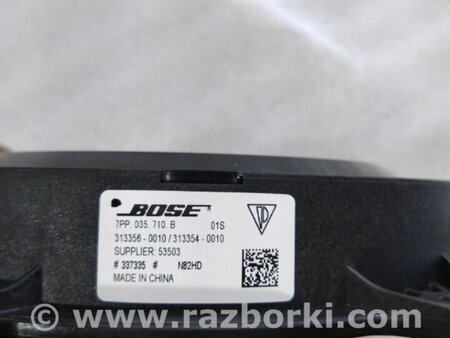 BOSE
7PP. 035. 710. B 01S
313356-0010 / 313354-0010
SUPPLIER: 53503
# 337335 # N82HD
MADE IN CHINA
www.razborki.com